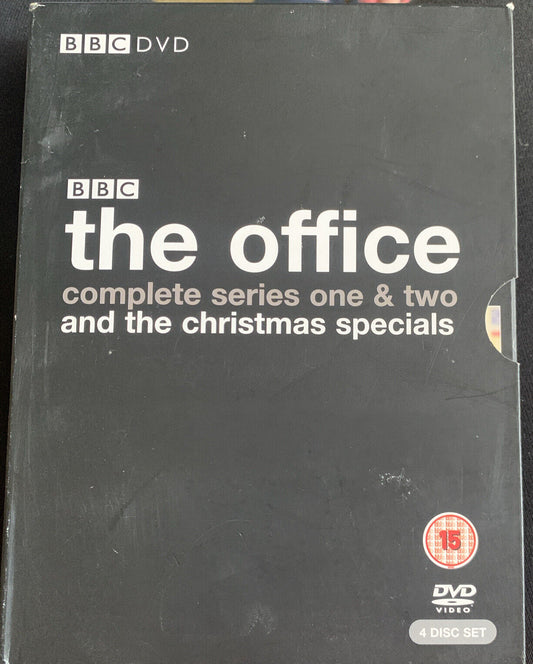 BBC DVD
BBC
the office
complete series one & two
and the christmas specials
15
DVD
VIDEO
4 DISC SET